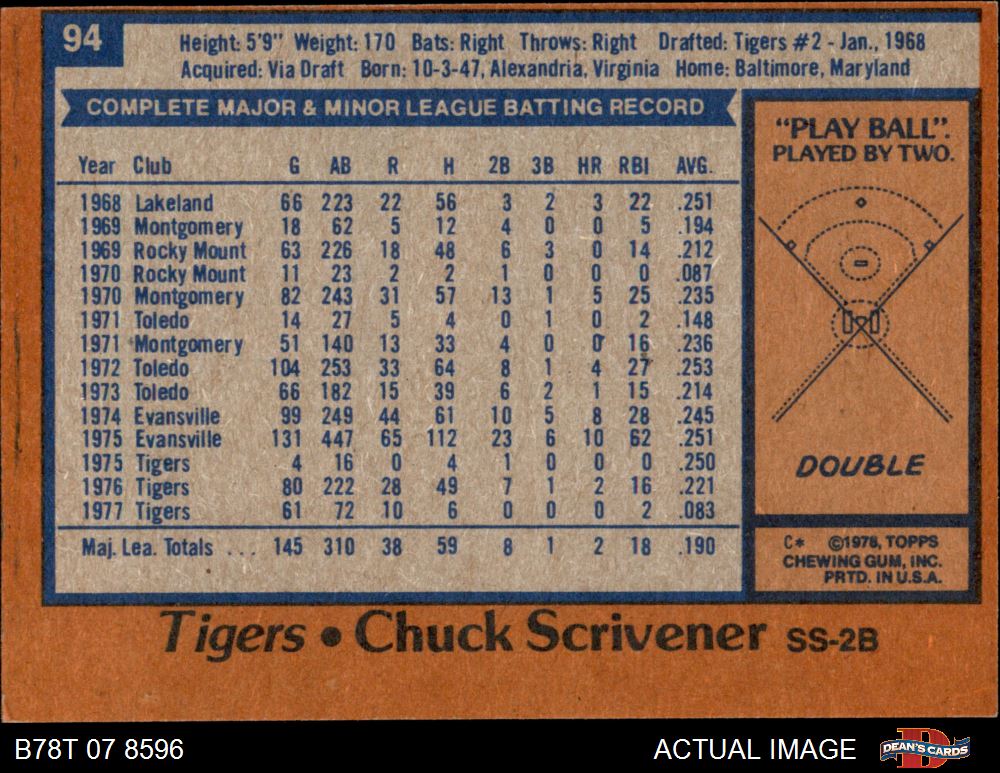 94
Height: 5'9" Weight: 170 Bats: Right Throws: Right Drafted: Tigers #2 - Jan., 1968
Acquired: Via Draft Born: 10-3-47, Alexandria, Virginia Home: Baltimore, Maryland
COMPLETE MAJOR & MINOR LEAGUE BATTING RECORD
Year Club G AB R H 2B 3B HR RBI AVG.
1968 Lakeland 66 223 22 56 3 2 3 22 .251
1969 Montgomery 18 62 5 12 4 0 0 5 .194
1969 Rocky Mount 63 226 18 48 6 3 0 14 .212
1970 Rocky Mount 11 23 2 2 1 0 0 0 .087
1970 Montgomery 82 243 31 57 13 1 5 25 .235
1971 Toledo 14 27 5 4 0 1 0 2 .148
1971 Montgomery 51 140 13 33 4 0 0 16 .236
1972 Toledo 104 253 33 64 8 1 4 27 .253
1973 Toledo 66 182 15 39 6 2 1 15 .214
1974 Evansville 99 249 44 61 10 5 8 28 .245
1975 Evansville 131 447 65 112 23 6 10 62 .251
1975 Tigers 4 16 0 4 1 0 0 0 .250
1976 Tigers 80 222 28 49 7 1 2 16 .221
1977 Tigers 61 72 10 6 0 0 0 2 .083
Maj. Lea. Totals ... 145 310 38 59 8 1 2 18 .190
"PLAY BALL".
PLAYED BY TWO.
DOUBLE
C* ©1978, TOPPS
CHEWING GUM, INC.
PRTD. IN U.S.A.
Tigers • Chuck Scrivener SS-2B
B78T 07 8596 ACTUAL IMAGE
DEAN'S CARDS